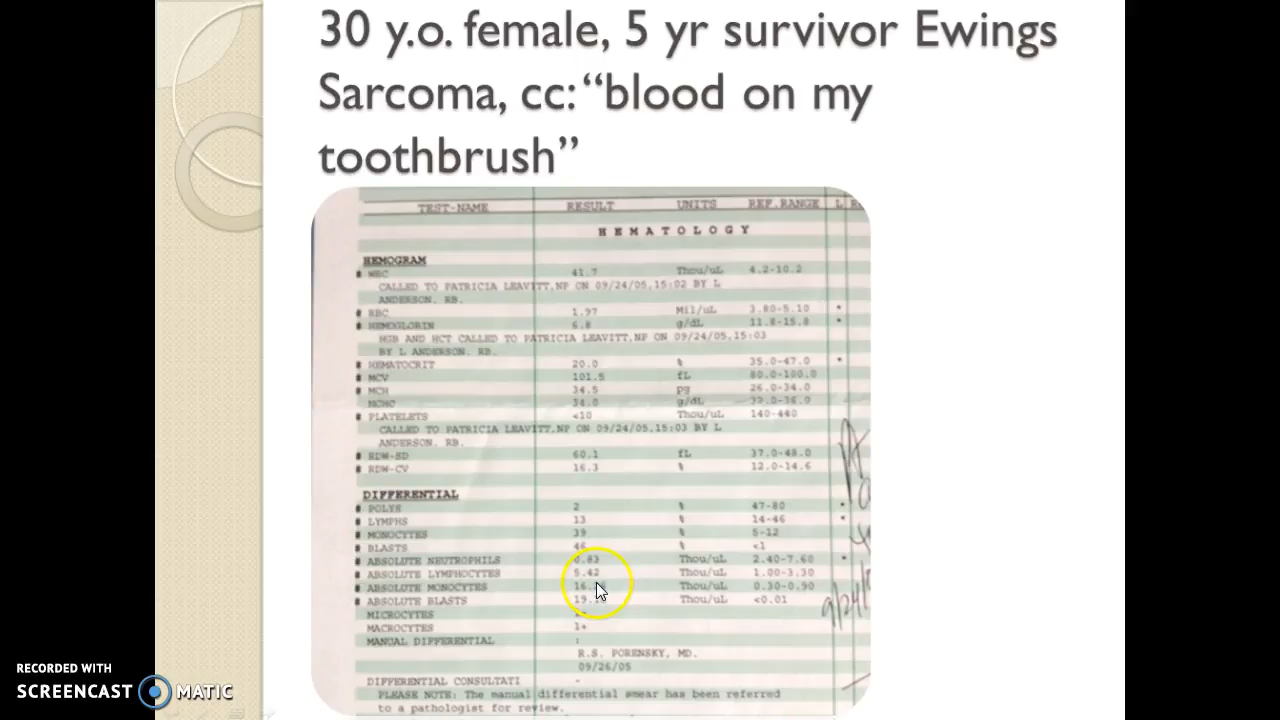 30 y.o. female, 5 yr survivor Ewings
Sarcoma, cc: “blood on my
toothbrush”
TEST-NAME RESULT UNITS REF.RANGE L
HEMATOLOGY
HEMOGRAM
WBC 41.7 Thou/uL 4.2-10.2
CALLED TO PATRICIA LEAVITT,NP ON 09/24/05,15:02 BY L
ANDERSON. RB.
# RBC 1.97 Mil/uL 3.80-5.10 *
# HEMOGLOBIN 6.8 g/dL 11.8-15.8 *
HGB AND HCT CALLED TO PATRICIA LEAVITT,NP ON 09/24/05,15:03
BY L ANDERSON. RB.
# HEMATOCRIT 20.0 % 35.0-47.0 *
# MCV 101.5 fL 80.0-100.0
# MCH 34.5 pg 26.0-34.0
MCHC 34.0 g/dL 32.0-36.0
# PLATELETS <10 Thou/uL 140-440
CALLED TO PATRICIA LEAVITT,NP ON 09/24/05,15:03 BY L
ANDERSON. RB.
# RDW-SD 60.1 fL 37.0-48.0
# RDW-CV 16.3 % 12.0-14.6
DIFFERENTIAL
# POLYS 2 % 47-80 *
# LYMPHS 13 % 14-46 *
# MONOCYTES 39 % 5-12
# BLASTS 46 % <1
# ABSOLUTE NEUTROPHILS 0.83 Thou/uL 2.40-7.60 *
# ABSOLUTE LYMPHOCYTES 5.42 Thou/uL 1.00-3.30
# ABSOLUTE MONOCYTES Thou/uL 0.30-0.90
# ABSOLUTE BLASTS Thou/uL <0.01
# MICROCYTES
MACROCYTES 1+
# MANUAL DIFFERENTIAL :
R.S. PORENSKY, MD.
09/26/05
DIFFERENTIAL CONSULTATI -
PLEASE NOTE: The manual differential smear has been referred
to a pathologist for review.
RECORDED WITH
SCREENCAST MATIC